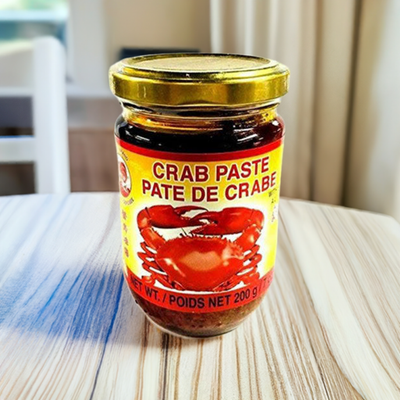 CRAB PASTE
PATE DE CRABE
NET WT. / POIDS NET 200 g